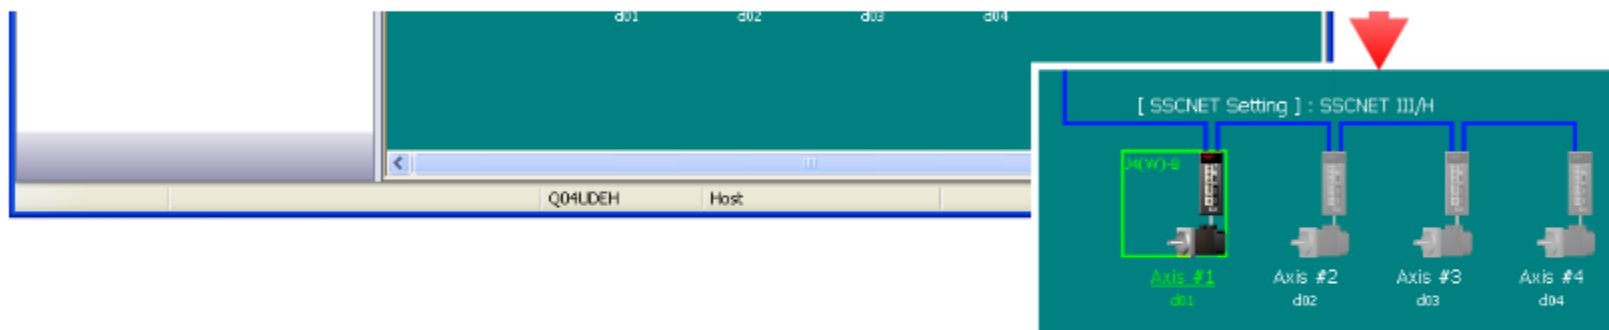 d01 d02 d03 d04
[ SSCNET Setting ] : SSCNET III/H
J4(W)-B
Q04UDEH Host
Axis #1 Axis #2 Axis #3 Axis #4
d01 d02 d03 d04